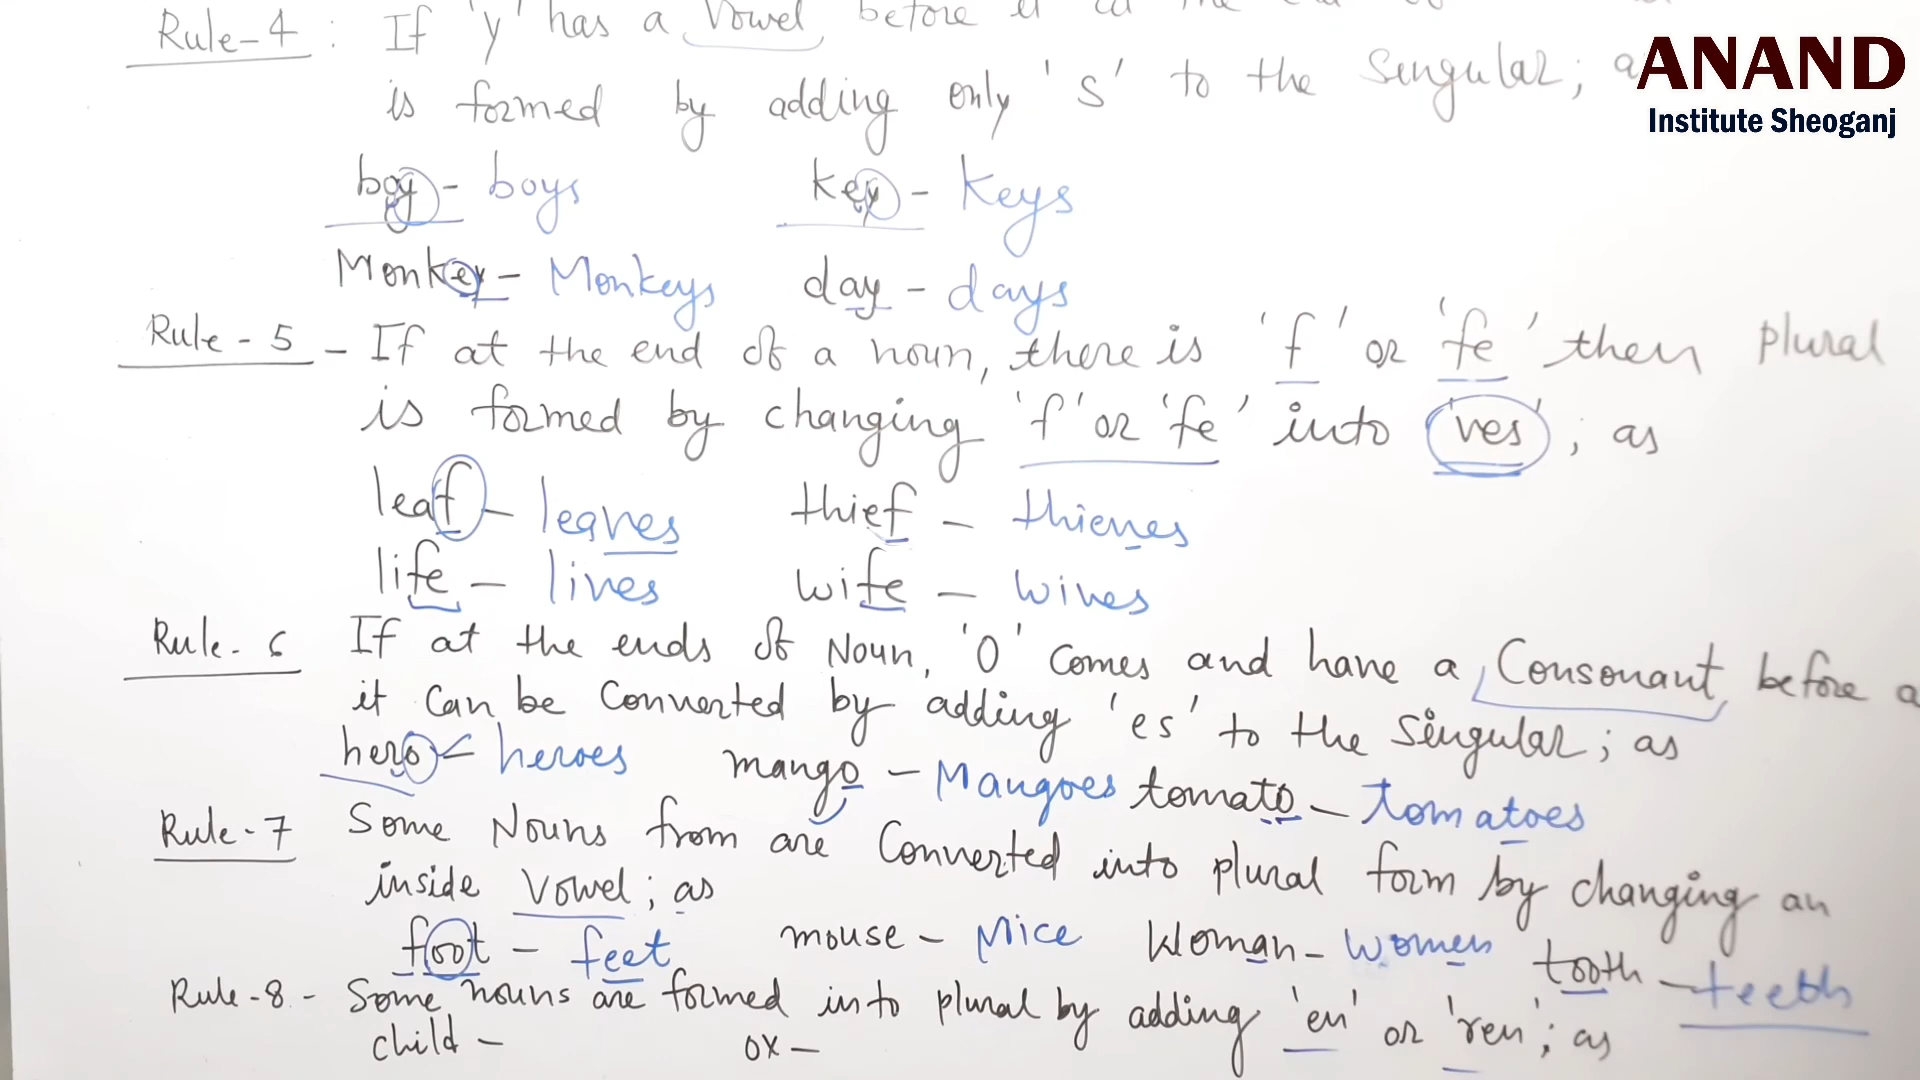 Rule-4 : If 'y' has a vowel before it
is formed by adding only 's' to the Singular; a
ANAND
Institute Sheoganj
boy - boys key - keys
Monkey - Monkeys day - days
Rule - 5 - If at the end of a noun, there is 'f' or 'fe' then plural
is formed by changing 'f' or 'fe' into 'ves', as
leaf - leaves thief - thieves
life - lives wife - wives
Rule - 6 If at the ends of Noun, 'O' Comes and have a Consonant before a
it can be Converted by adding 'es' to the Singular; as
hero - heroes mango - Mangoes tomato - tomatoes
Rule - 7 Some Nouns from are Converted into plural form by changing an
inside Vowel; as
foot - feet mouse - Mice Woman - Women tooth - teeth
Rule - 8 - Some nouns are formed into plural by adding 'en' or 'ren'; as
child - ox -